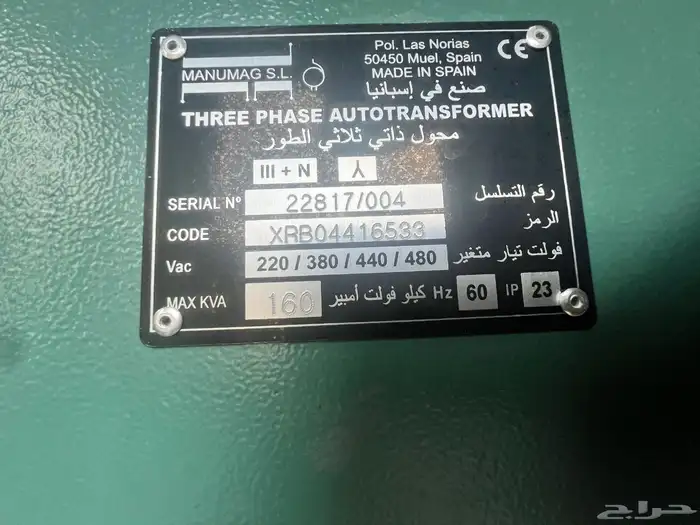 MANUMAG S.L.
Pol. Las Norias
50450 Muel, Spain
MADE IN SPAIN
صنع في إسبانيا
CE
THREE PHASE AUTOTRANSFORMER
محول ذاتي ثلاثي الطور
III + N
SERIAL Nº 22817/004 رقم التسلسل
CODE XRB04416533 الرمز
Vac 220 / 380 / 440 / 480 فولت تيار متغير
MAX KVA 160 كيلو فولت أمبير Hz 60 IP 23
حراج